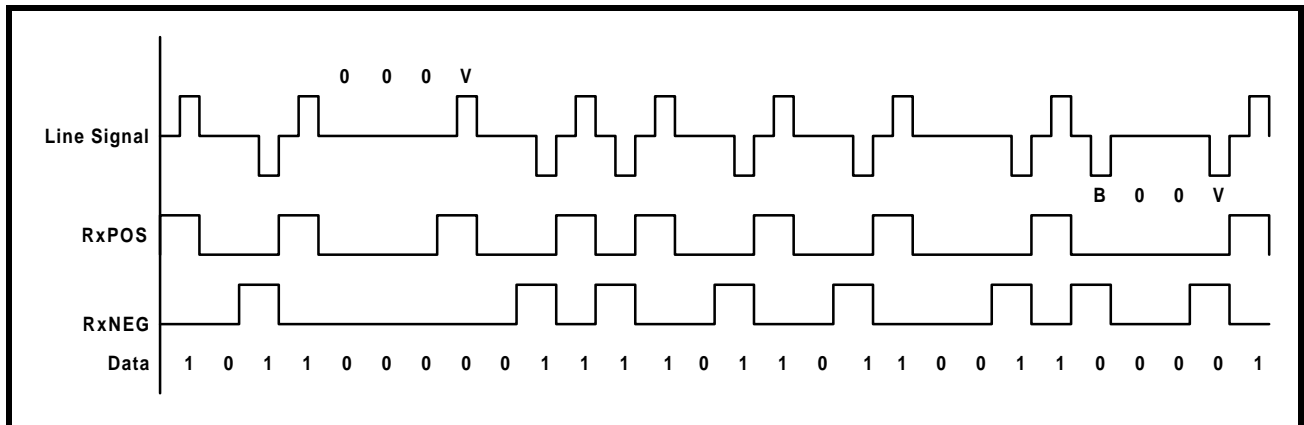 0 0 0 V
Line Signal
B 0 0 V
RxPOS
RxNEG
Data 1 0 1 1 0 0 0 0 0 1 1 1 1 0 1 1 0 1 1 0 0 1 1 0 0 0 0 1